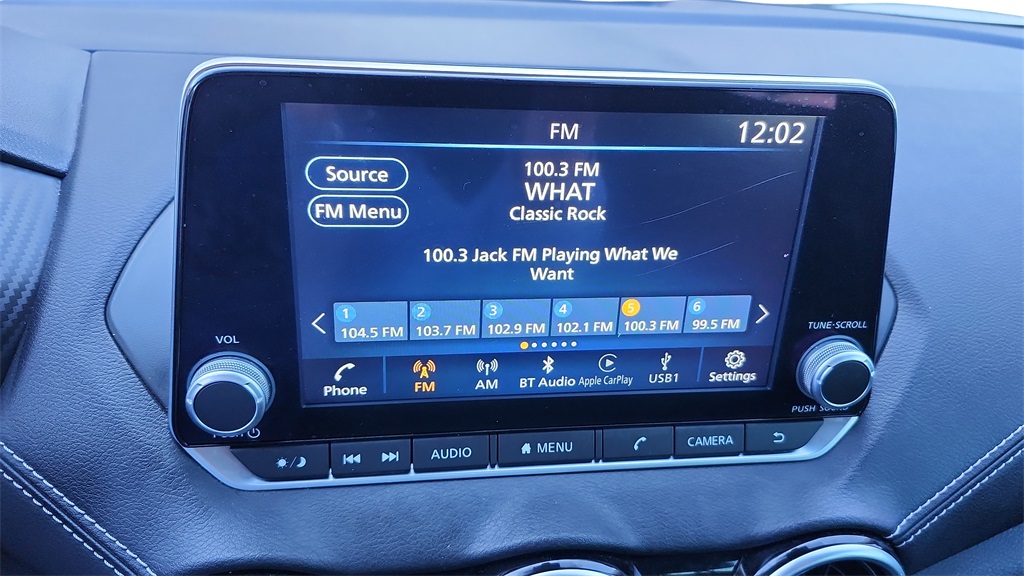 FM 12:02
Source
FM Menu
100.3 FM
WHAT
Classic Rock
100.3 Jack FM Playing What We
Want
1 2 3 4 5 6
104.5 FM 103.7 FM 102.9 FM 102.1 FM 100.3 FM 99.5 FM
Phone FM AM BT Audio Apple CarPlay USB1 Settings
VOL
TUNE·SCROLL
PUSH
PUSH SOUND
AUDIO MENU CAMERA